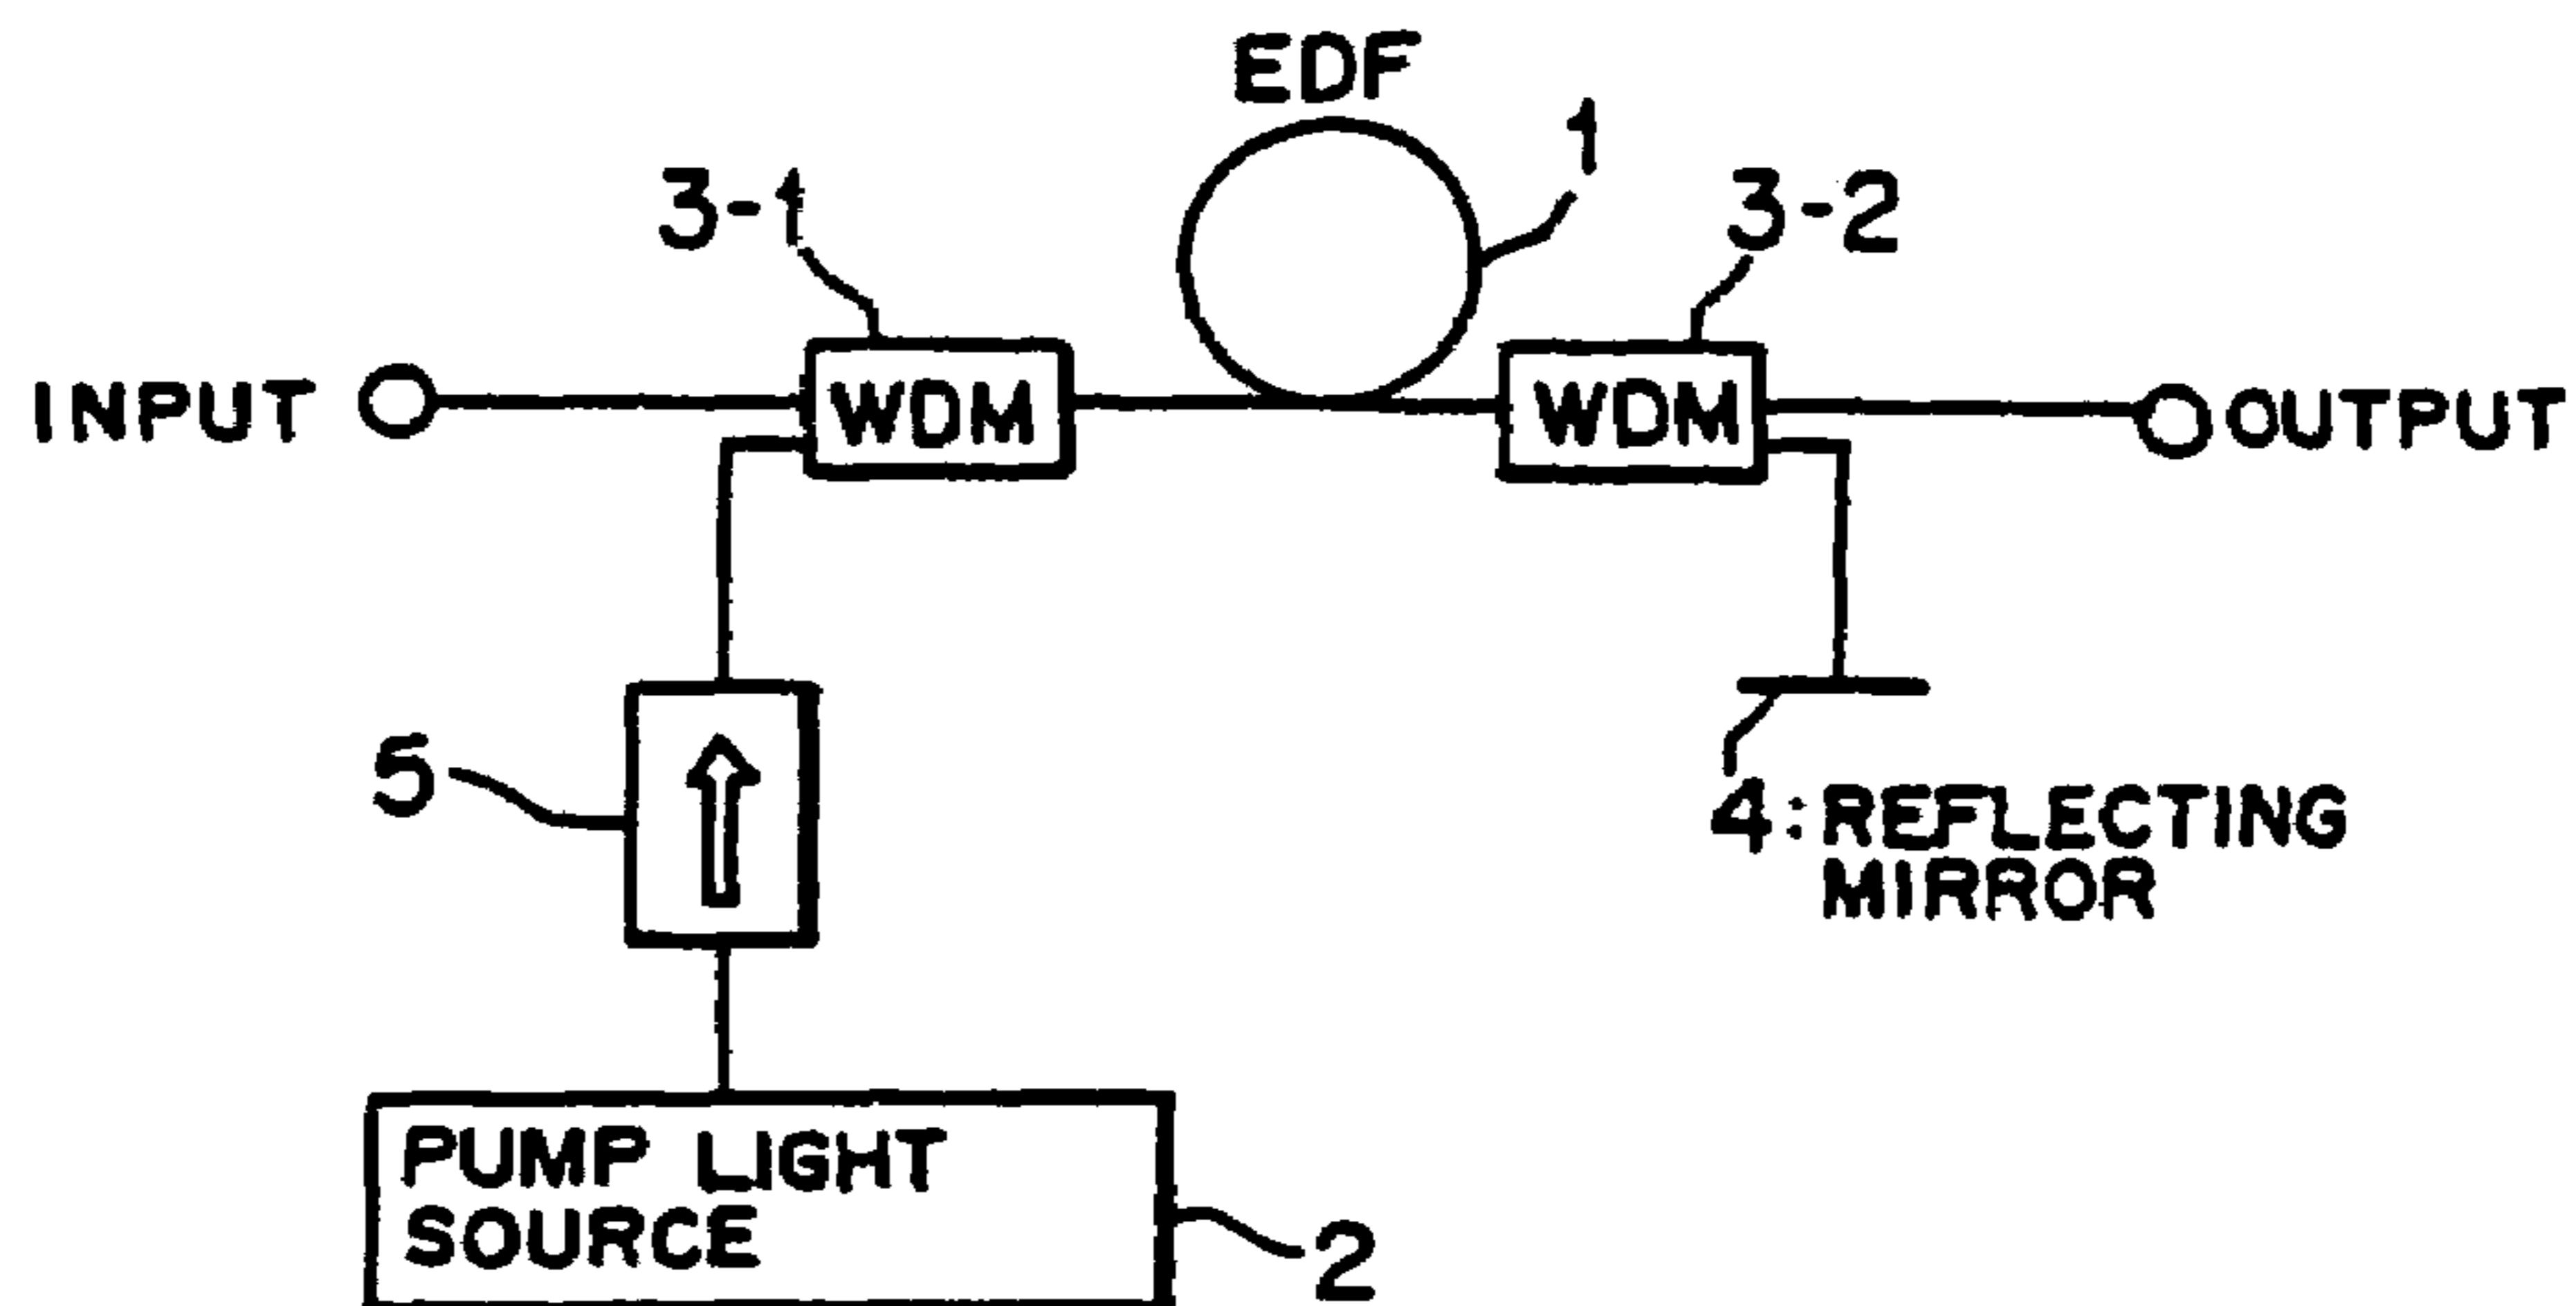 EDF
1
3-1
3-2
INPUT
WDM
WDM
OUTPUT
5
4: REFLECTING
MIRROR
PUMP LIGHT
SOURCE
2